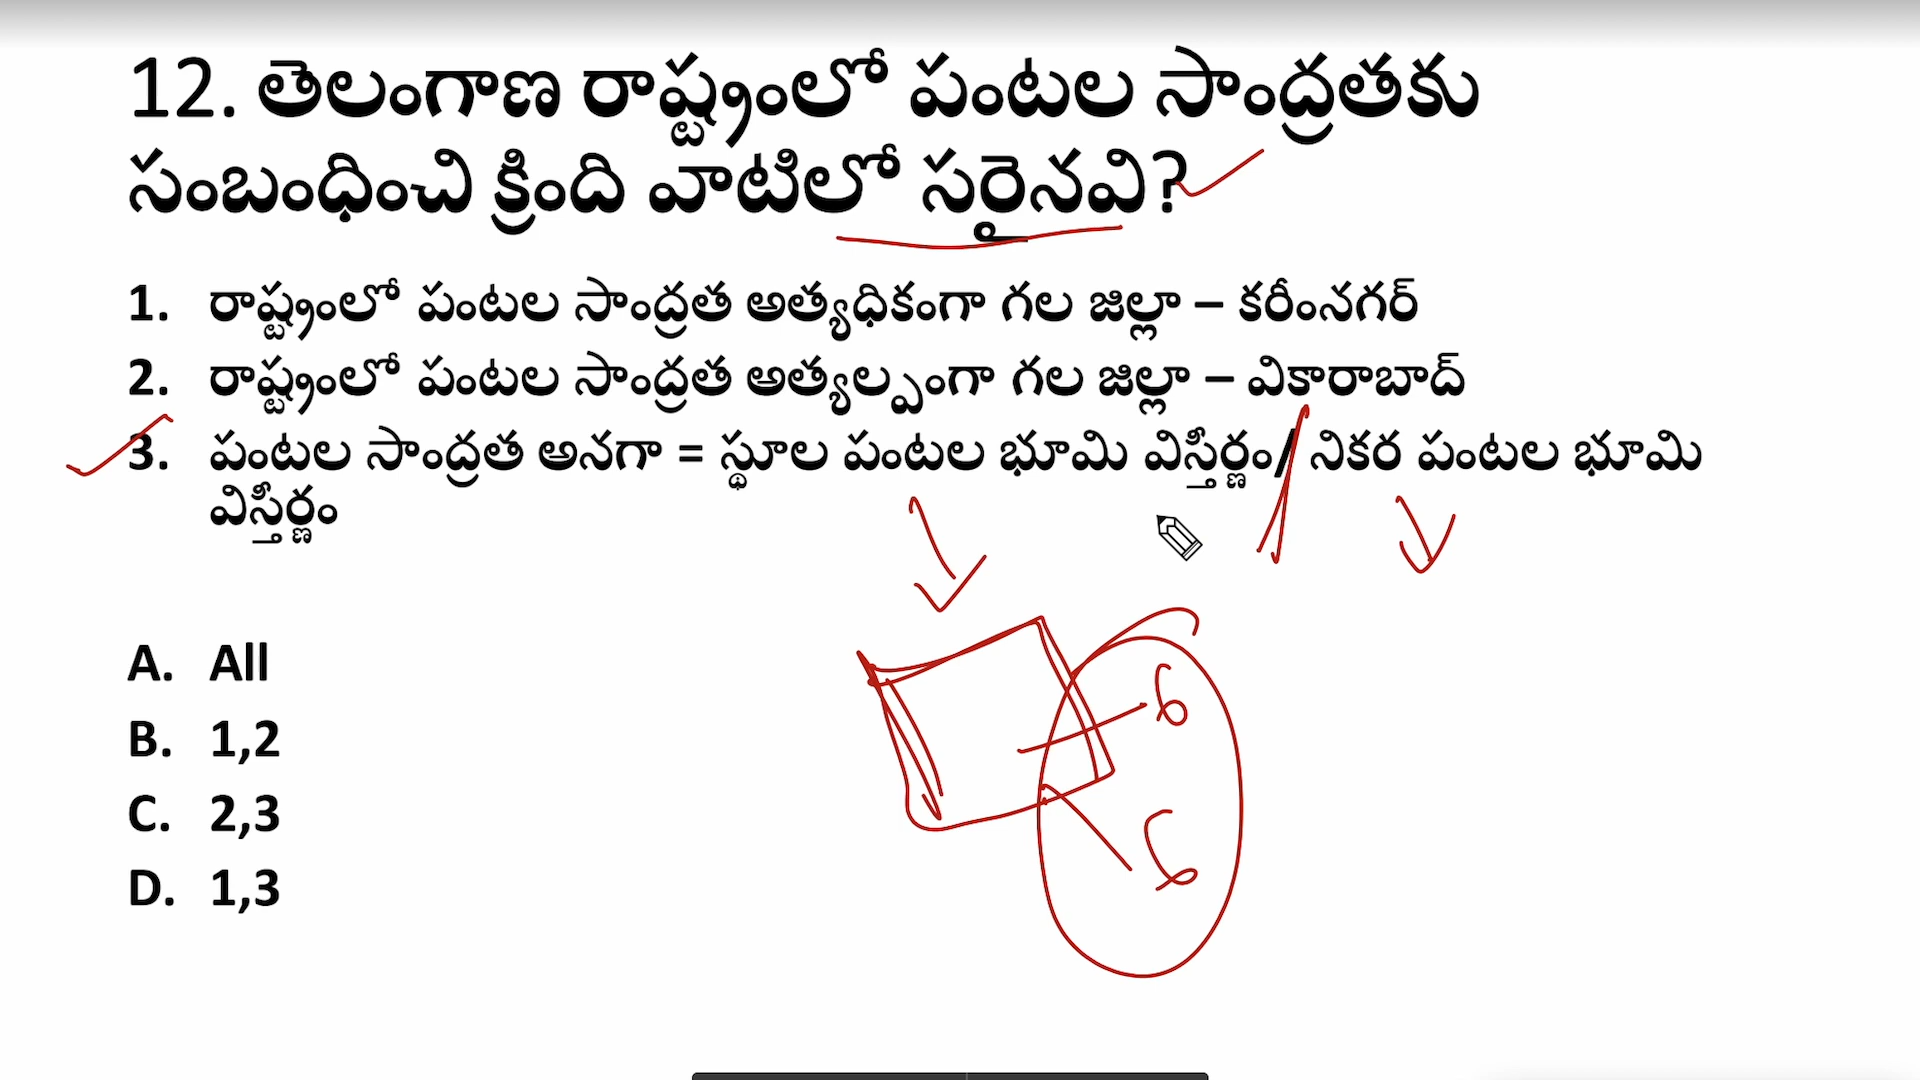 12. తెలంగాణ రాష్ట్రంలో పంటల సాంద్రతకు
సంబంధించి క్రింది వాటిలో సరైనవి?
1. రాష్ట్రంలో పంటల సాంద్రత అత్యధికంగా గల జిల్లా – కరీంనగర్
2. రాష్ట్రంలో పంటల సాంద్రత అత్యల్పంగా గల జిల్లా – వికారాబాద్
3. పంటల సాంద్రత అనగా = స్థూల పంటల భూమి విస్తీర్ణం/ నికర పంటల భూమి
విస్తీర్ణం
A. All
B. 1,2
C. 2,3
D. 1,3